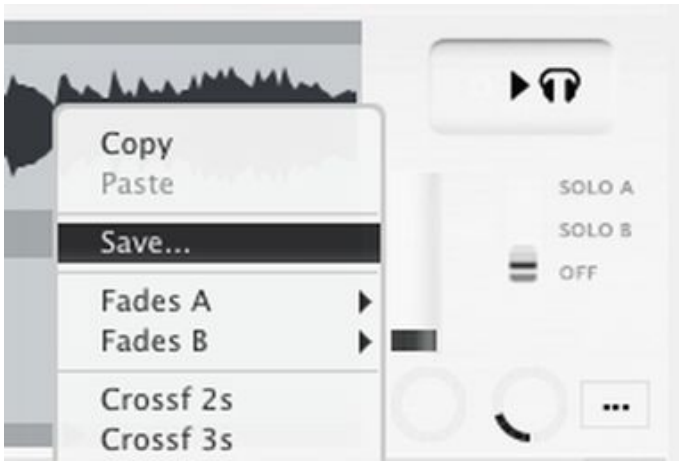 Copy
Paste
Save...
Fades A
Fades B
Crossf 2s
Crossf 3s
SOLO A
SOLO B
OFF
...